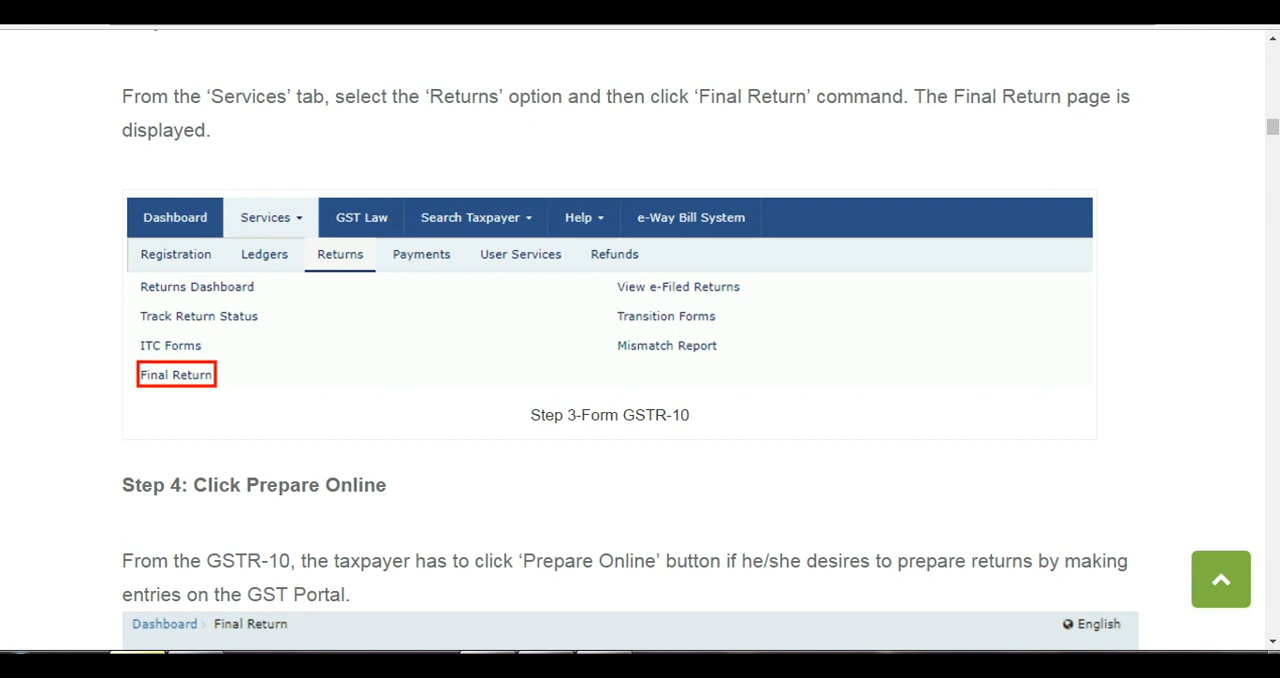 From the ‘Services’ tab, select the ‘Returns’ option and then click ‘Final Return’ command. The Final Return page is
displayed.
Dashboard Services GST Law Search Taxpayer Help e-Way Bill System
Registration Ledgers Returns Payments User Services Refunds
Returns Dashboard View e-Filed Returns
Track Return Status Transition Forms
ITC Forms Mismatch Report
Final Return
Step 3-Form GSTR-10
Step 4: Click Prepare Online
From the GSTR-10, the taxpayer has to click ‘Prepare Online’ button if he/she desires to prepare returns by making
entries on the GST Portal.
Dashboard › Final Return English